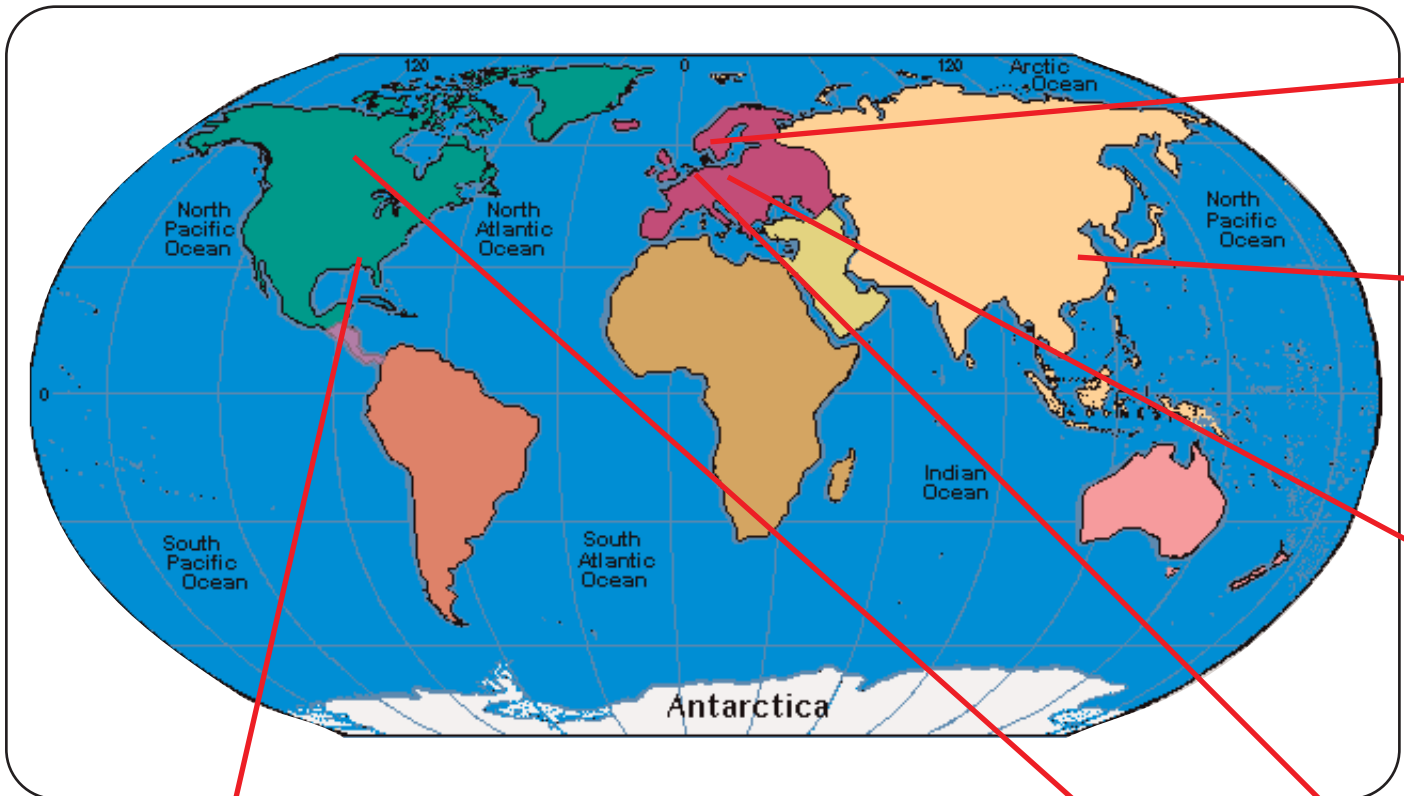 120
0
120
Arctic
Ocean
North
Pacific
Ocean
North
Atlantic
Ocean
North
Pacific
Ocean
0
Indian
Ocean
South
Pacific
Ocean
South
Atlantic
Ocean
Antarctica